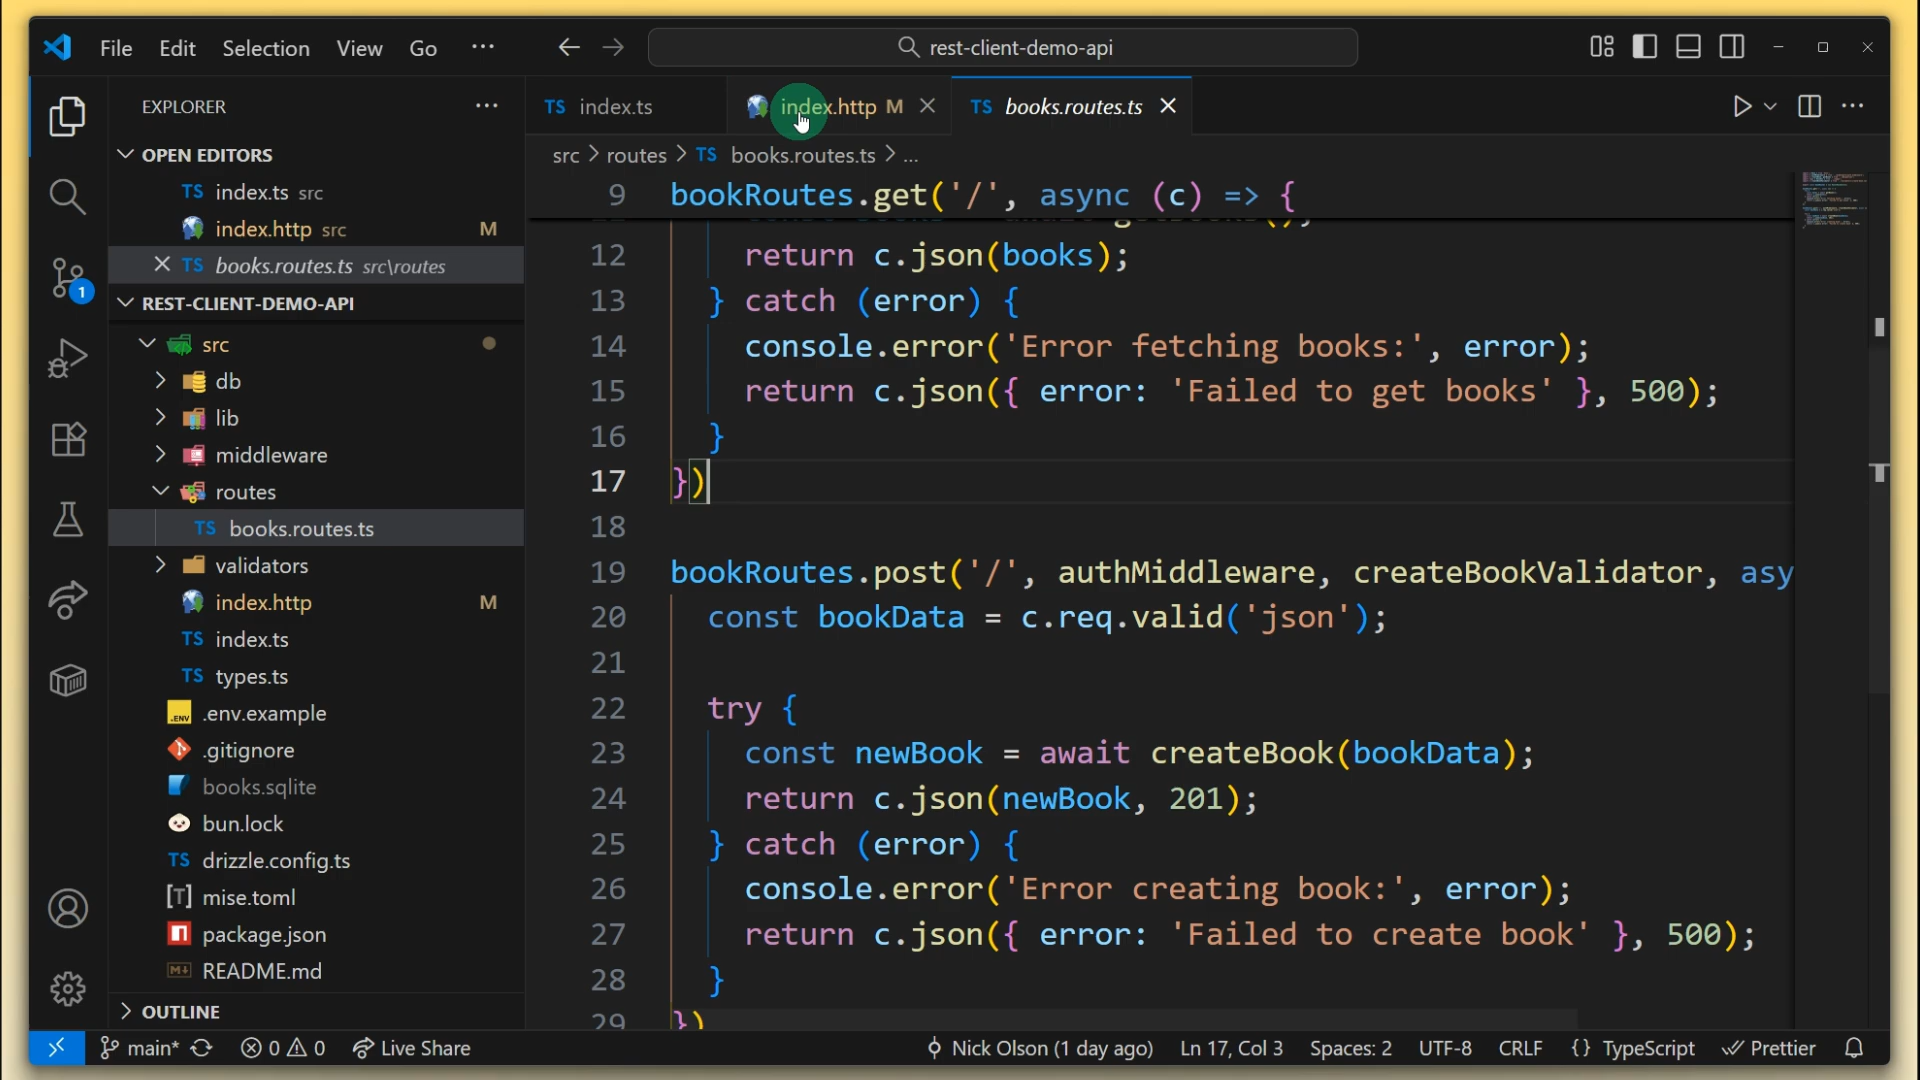 File Edit Selection View Go ···
rest-client-demo-api
EXPLORER ···
OPEN EDITORS
TS index.ts src
index.http src M
TS books.routes.ts src\routes
REST-CLIENT-DEMO-API
src
db
lib
middleware
routes
TS books.routes.ts
validators
index.http M
TS index.ts
TS types.ts
.ENV .env.example
.gitignore
books.sqlite
bun.lock
TS drizzle.config.ts
[T] mise.toml
package.json
README.md
OUTLINE
1
TS index.ts
index.http M
TS books.routes.ts
src > routes > TS books.routes.ts > ...
9 bookRoutes.get('/', async (c) => {
12 return c.json(books);
13 } catch (error) {
14 console.error('Error fetching books:', error);
15 return c.json({ error: 'Failed to get books' }, 500);
16 }
17 })
18
19 bookRoutes.post('/', authMiddleware, createBookValidator, asy
20 const bookData = c.req.valid('json');
21
22 try {
23 const newBook = await createBook(bookData);
24 return c.json(newBook, 201);
25 } catch (error) {
26 console.error('Error creating book:', error);
27 return c.json({ error: 'Failed to create book' }, 500);
28 }
29 })
main* 0 0 Live Share Nick Olson (1 day ago) Ln 17, Col 3 Spaces: 2 UTF-8 CRLF {} TypeScript Prettier